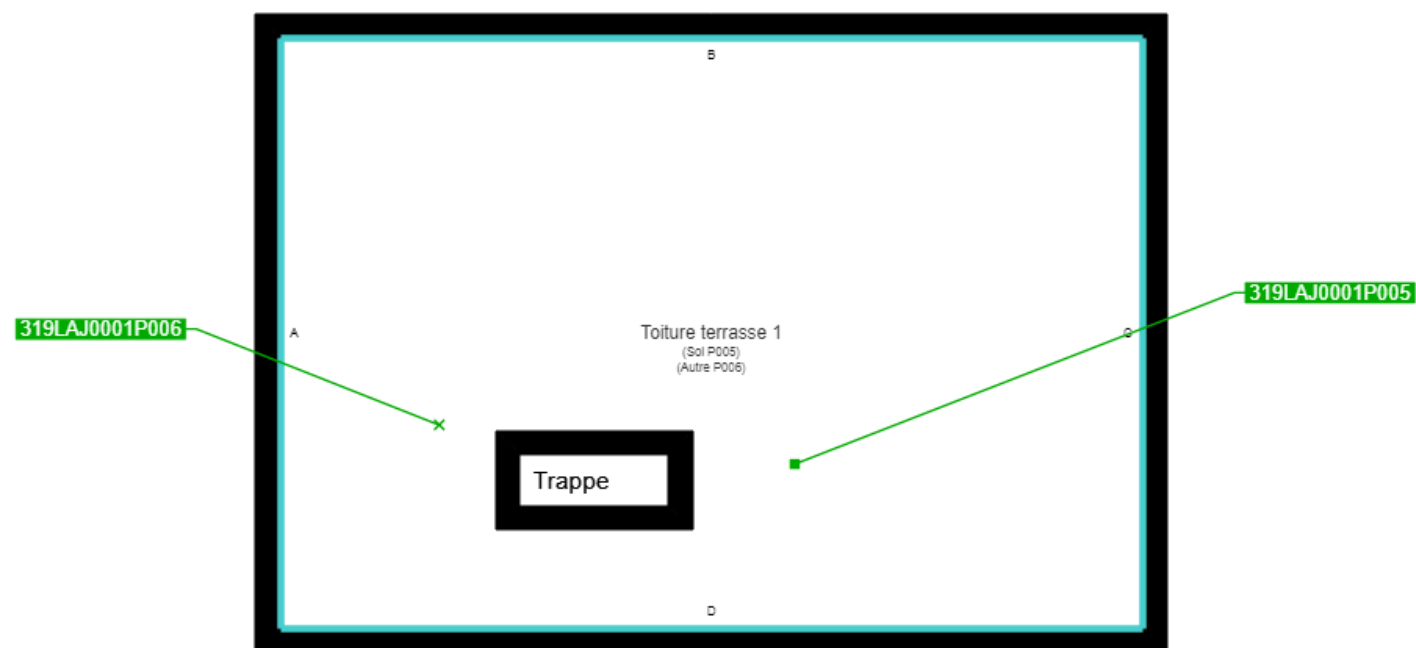 B
319LAJ0001P005
319LAJ0001P006
A
Toiture terrasse 1
C
(Sol P005)
(Autre P006)
Trappe
D